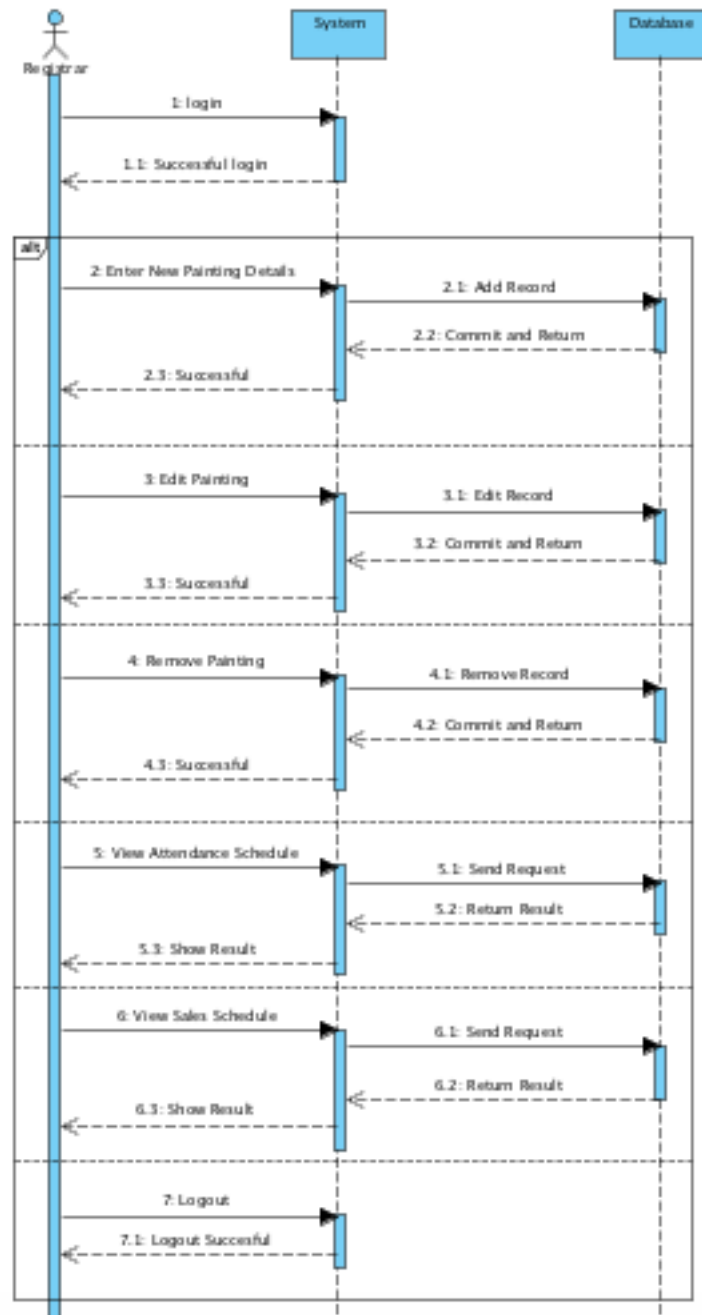 System
Database
Registrar
1: login
1.1: Successful login
alt
2: Enter New Painting Details
2.1: Add Record
2.2: Commit and Return
2.3: Successful
3: Edit Painting
3.1: Edit Record
3.2: Commit and Return
3.3: Successful
4: Remove Painting
4.1: Remove Record
4.2: Commit and Return
4.3: Successful
5: View Attendance Schedule
5.1: Send Request
5.2: Return Result
5.3: Show Result
6: View Sales Schedule
6.1: Send Request
6.2: Return Result
6.3: Show Result
7: Logout
7.1: Logout Succesful